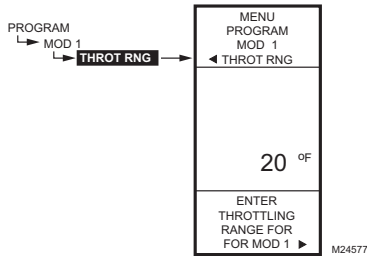 PROGRAM
MOD 1
THROT RNG
MENU
PROGRAM
MOD 1
◄ THROT RNG
20 °F
ENTER
THROTTLING
RANGE FOR
FOR MOD 1 ►
M24577